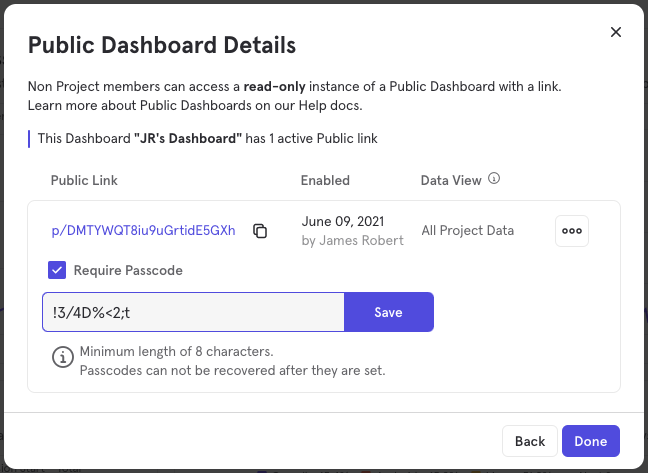 Public Dashboard Details
Non Project members can access a read-only instance of a Public Dashboard with a link.
Learn more about Public Dashboards on our Help docs.
This Dashboard "JR's Dashboard" has 1 active Public link
Public Link Enabled Data View
p/DMTYWQT8iu9uGrtidE5GXh June 09, 2021 All Project Data
by James Robert
Require Passcode
!3/4D%<2;t Save
Minimum length of 8 characters.
Passcodes can not be recovered after they are set.
Back Done